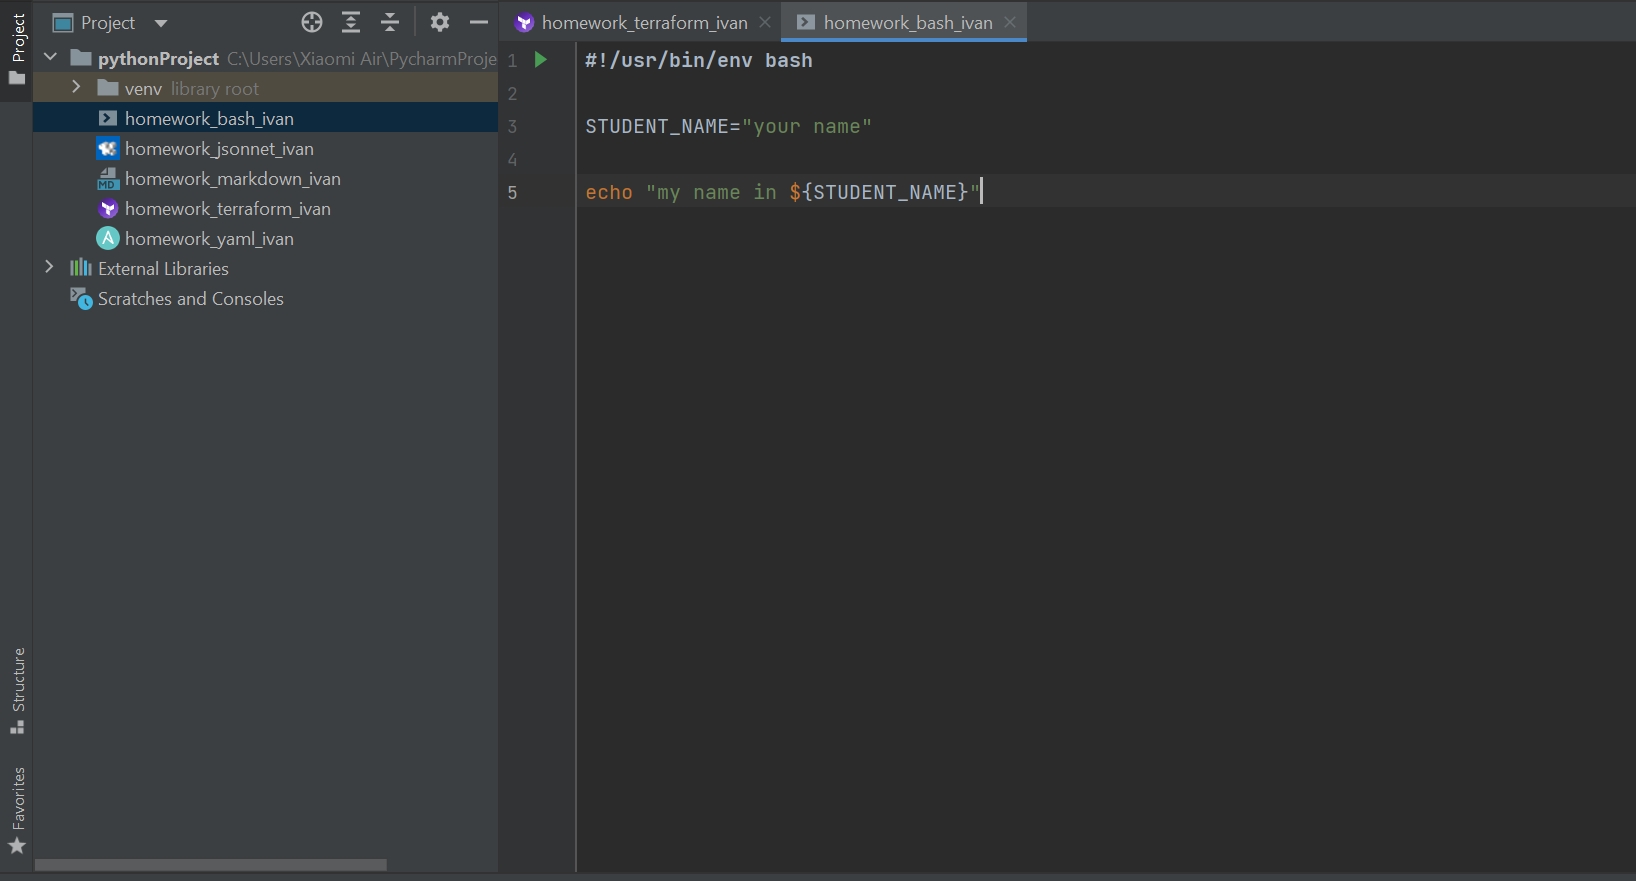 Project
Project
homework_terraform_ivan
homework_bash_ivan
pythonProject C:\Users\Xiaomi Air\PycharmProje
venv library root
homework_bash_ivan
homework_jsonnet_ivan
MD homework_markdown_ivan
homework_terraform_ivan
A homework_yaml_ivan
External Libraries
Scratches and Consoles
Structure
Favorites
1 #!/usr/bin/env bash
2
3 STUDENT_NAME="your name"
4
5 echo "my name in ${STUDENT_NAME}"